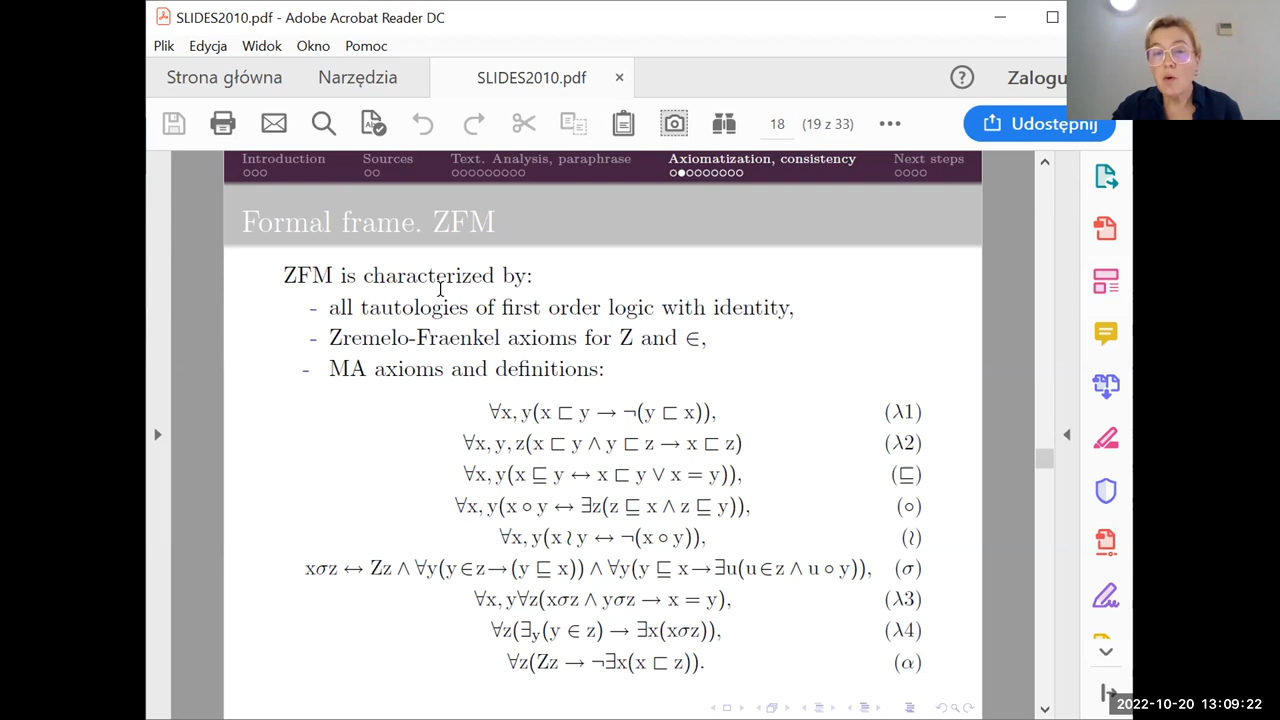 SLIDES2010.pdf - Adobe Acrobat Reader DC
Plik Edycja Widok Okno Pomoc
Strona główna Narzędzia SLIDES2010.pdf × ? Zalogu
18 (19 z 33) ••• Udostępnij
Introduction Sources Text. Analysis, paraphrase Axiomatization, consistency Next steps
Formal frame. ZFM
ZFM is characterized by:
- all tautologies of first order logic with identity,
- Zremelo-Fraenkel axioms for Z and ∈,
- MA axioms and definitions:
∀x, y(x ⊏ y → ¬(y ⊏ x)), (λ1)
∀x, y, z(x ⊏ y ∧ y ⊏ z → x ⊏ z) (λ2)
∀x, y(x ⊑ y ↔ x ⊏ y ∨ x = y)), (⊑)
∀x, y(x ∘ y ↔ ∃z(z ⊑ x ∧ z ⊑ y)), (∘)
∀x, y(x ≀ y ↔ ¬(x ∘ y)), (≀)
xσz ↔ Zz ∧ ∀y(y∈z→(y ⊑ x)) ∧ ∀y(y ⊑ x→∃u(u∈z ∧ u ∘ y)), (σ)
∀x, y∀z(xσz ∧ yσz → x = y), (λ3)
∀z(∃y(y ∈ z) → ∃x(xσz)), (λ4)
∀z(Zz → ¬∃x(x ⊏ z)). (α)
2022-10-20 13:09:22